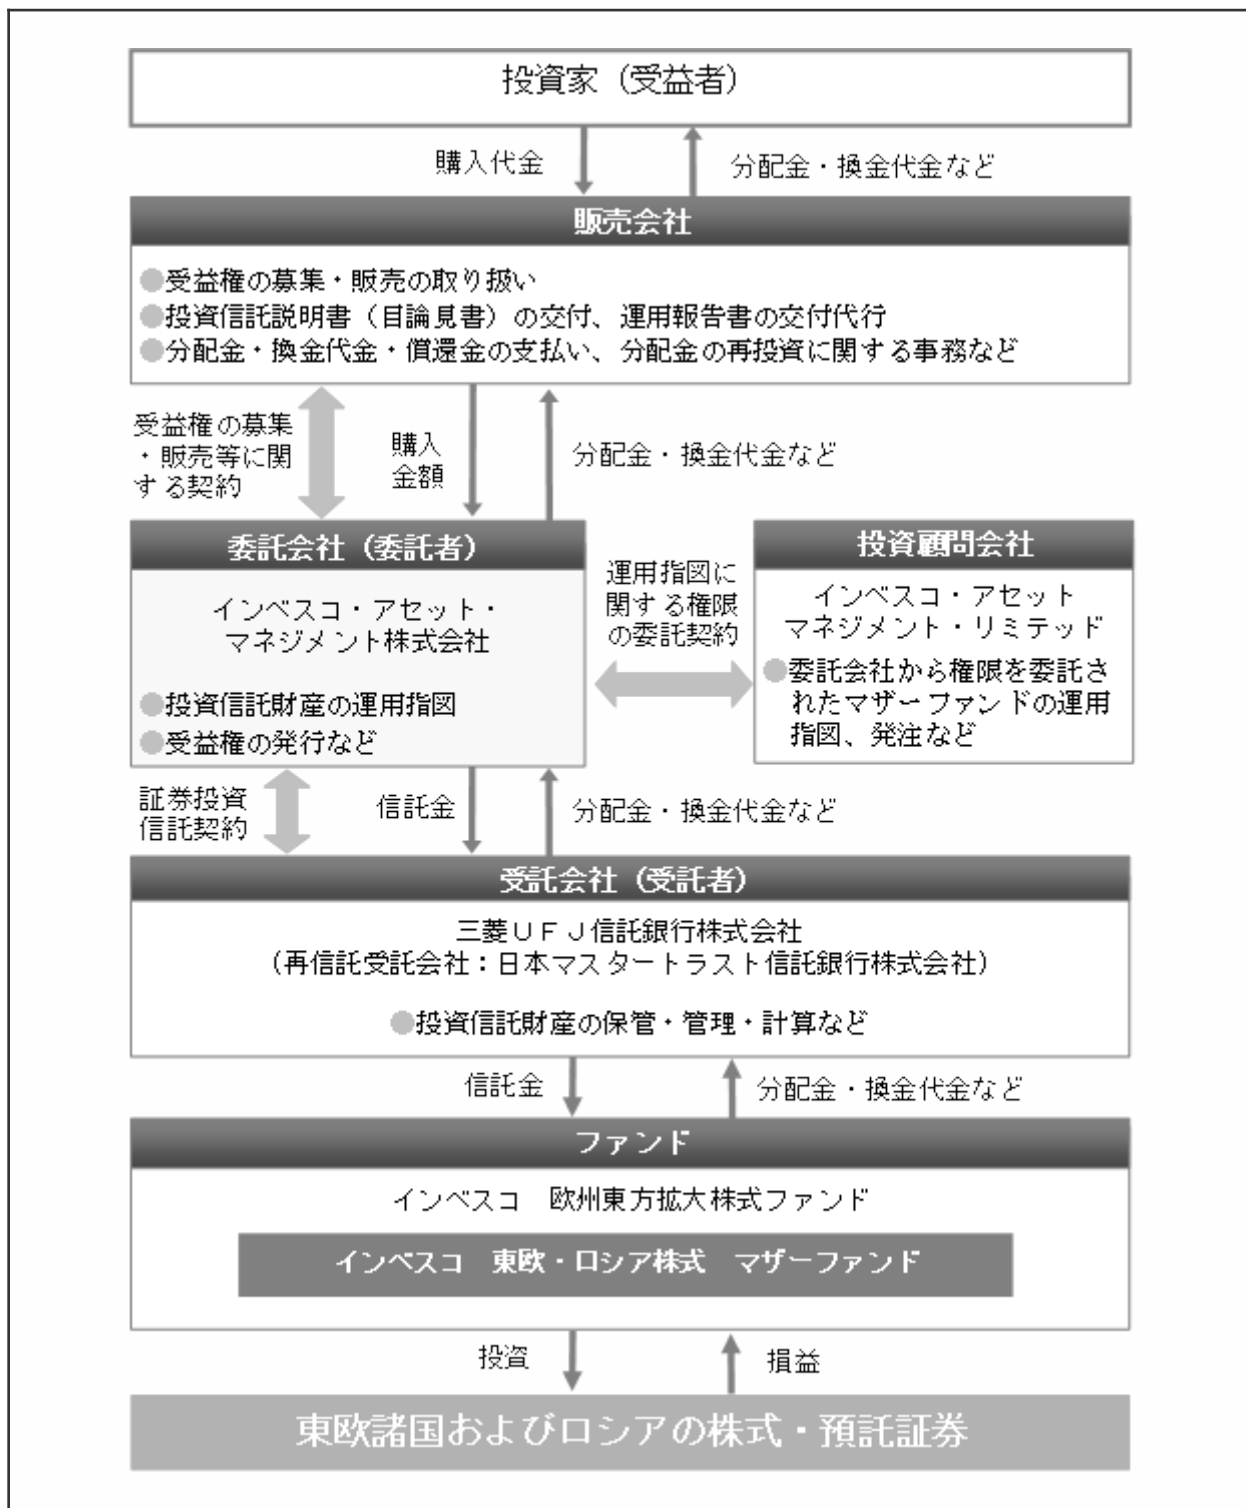 投資家（受益者）
購入代金
分配金・換金代金など
販売会社
●受益権の募集・販売の取り扱い
●投資信託説明書（目論見書）の交付、運用報告書の交付代行
●分配金・換金代金・償還金の支払い、分配金の再投資に関する事務など
受益権の募集
・販売等に関
する契約
購入
金額
分配金・換金代金など
委託会社（委託者）
インベスコ・アセット・
マネジメント株式会社
●投資信託財産の運用指図
●受益権の発行など
運用指図に
関する権限
の委託契約
投資顧問会社
インベスコ・アセット
マネジメント・リミテッド
●委託会社から権限を委託さ
れたマザーファンドの運用
指図、発注など
証券投資
信託契約
信託金
分配金・換金代金など
受託会社（受託者）
三菱ＵＦＪ信託銀行株式会社
（再信託受託会社：日本マスタートラスト信託銀行株式会社）
●投資信託財産の保管・管理・計算など
信託金
分配金・換金代金など
ファンド
インベスコ　欧州東方拡大株式ファンド
インベスコ　東欧・ロシア株式　マザーファンド
投資
損益
東欧諸国およびロシアの株式・預託証券